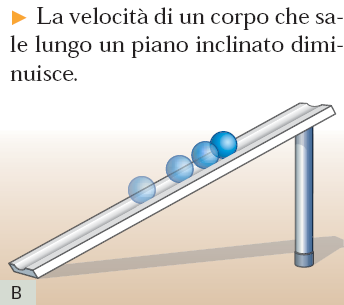 ► La velocità di un corpo che sa-
le lungo un piano inclinato dimi-
nuisce.
B